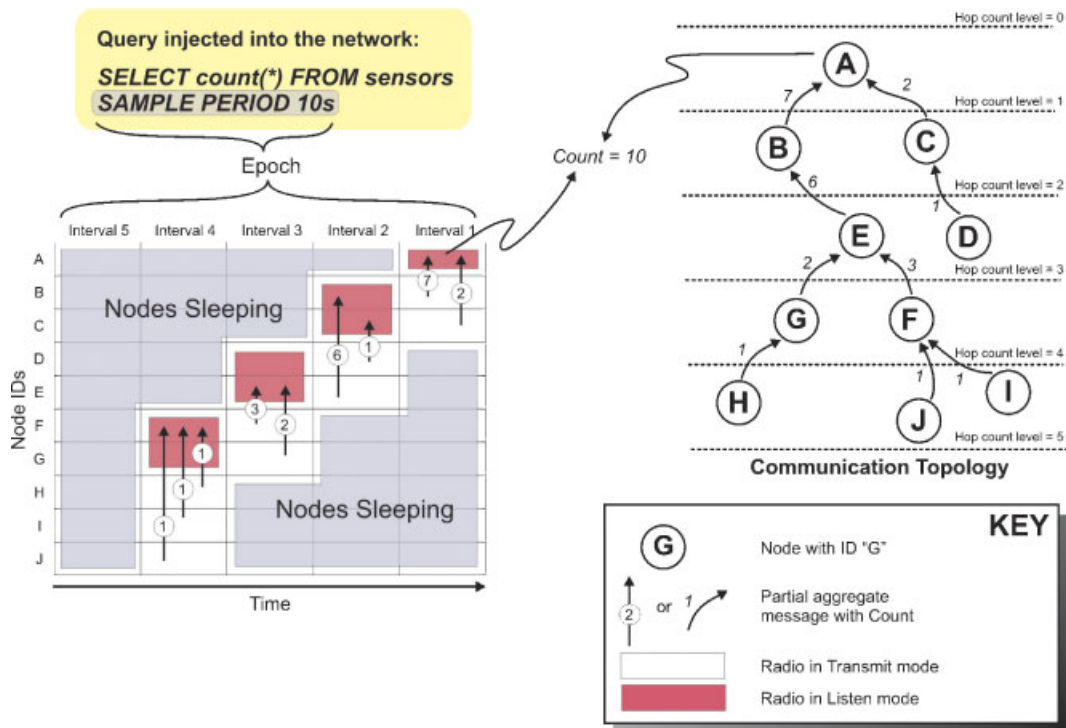 Query injected into the network:
SELECT count(*) FROM sensors
SAMPLE PERIOD 10s
Epoch
Interval 5 Interval 4 Interval 3 Interval 2 Interval 1
Node IDs
A
B
C
D
E
F
G
H
I
J
Nodes Sleeping
Nodes Sleeping
7
2
6
1
3
2
1
1
1
Time
Count = 10
Hop count level = 0
A
7
2
Hop count level = 1
B
C
6
Hop count level = 2
1
E
D
2
3
Hop count level = 3
G
F
1
Hop count level = 4
1
1
H
J
I
Hop count level = 5
Communication Topology
KEY
G
Node with ID "G"
2
or
1
Partial aggregate
message with Count
Radio in Transmit mode
Radio in Listen mode